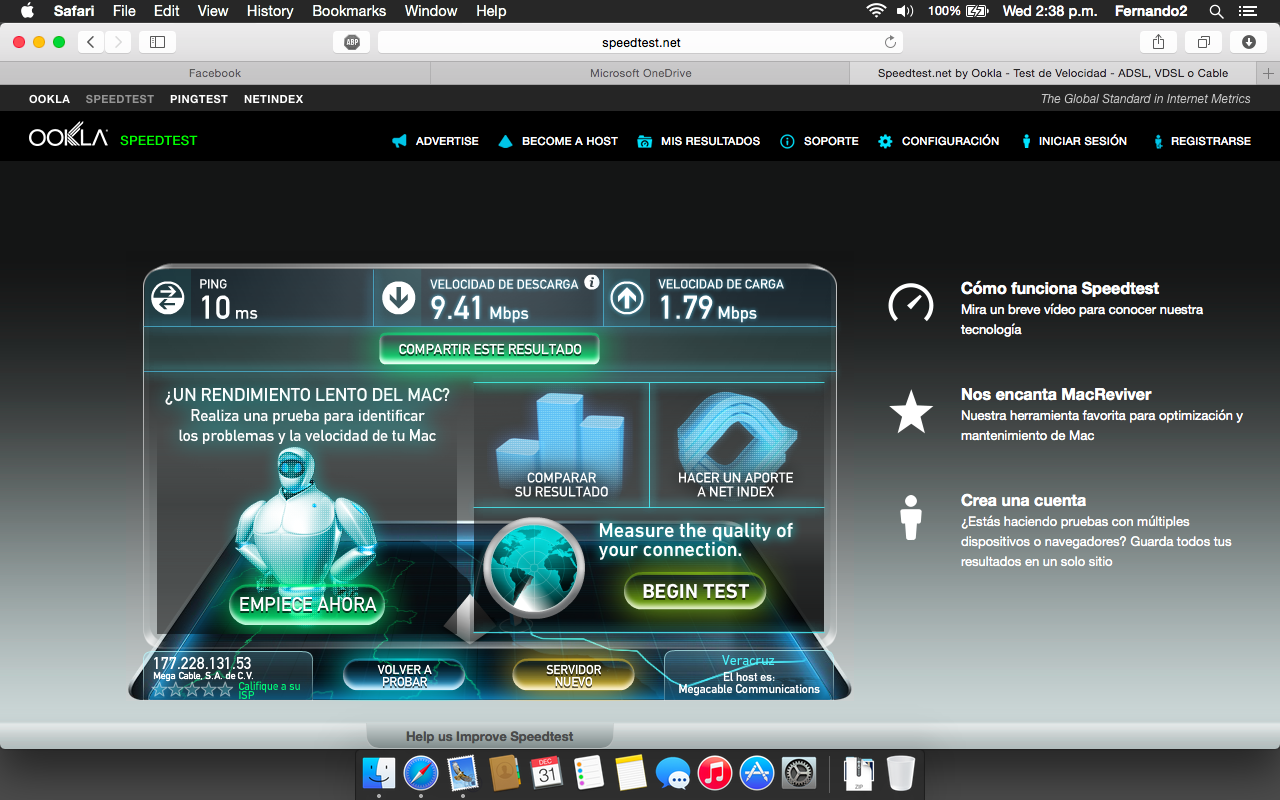 Safari File Edit View History Bookmarks Window Help 100% Wed 2:38 p.m. Fernando2
ABP speedtest.net
Facebook Microsoft OneDrive Speedtest.net by Ookla - Test de Velocidad - ADSL, VDSL o Cable
OOKLA SPEEDTEST PINGTEST NETINDEX The Global Standard in Internet Metrics
OOKLA SPEEDTEST ADVERTISE BECOME A HOST MIS RESULTADOS SOPORTE CONFIGURACIÓN INICIAR SESIÓN REGISTRARSE
PING
10 ms
VELOCIDAD DE DESCARGA
9.41 Mbps
VELOCIDAD DE CARGA
1.79 Mbps
COMPARTIR ESTE RESULTADO
¿UN RENDIMIENTO LENTO DEL MAC?
Realiza una prueba para identificar
los problemas y la velocidad de tu Mac
EMPIECE AHORA
COMPARAR
SU RESULTADO
HACER UN APORTE
A NET INDEX
Measure the quality of
your connection.
BEGIN TEST
177.228.131.53
Mega Cable, S.A. de C.V.
Califique a su
ISP
VOLVER A
PROBAR
SERVIDOR
NUEVO
Veracruz
El host es:
Megacable Communications
Cómo funciona Speedtest
Mira un breve vídeo para conocer nuestra
tecnología
Nos encanta MacReviver
Nuestra herramienta favorita para optimización y
mantenimiento de Mac
Crea una cuenta
¿Estás haciendo pruebas con múltiples
dispositivos o navegadores? Guarda todos tus
resultados en un solo sitio
Help us Improve Speedtest
DEC
31
ZIP